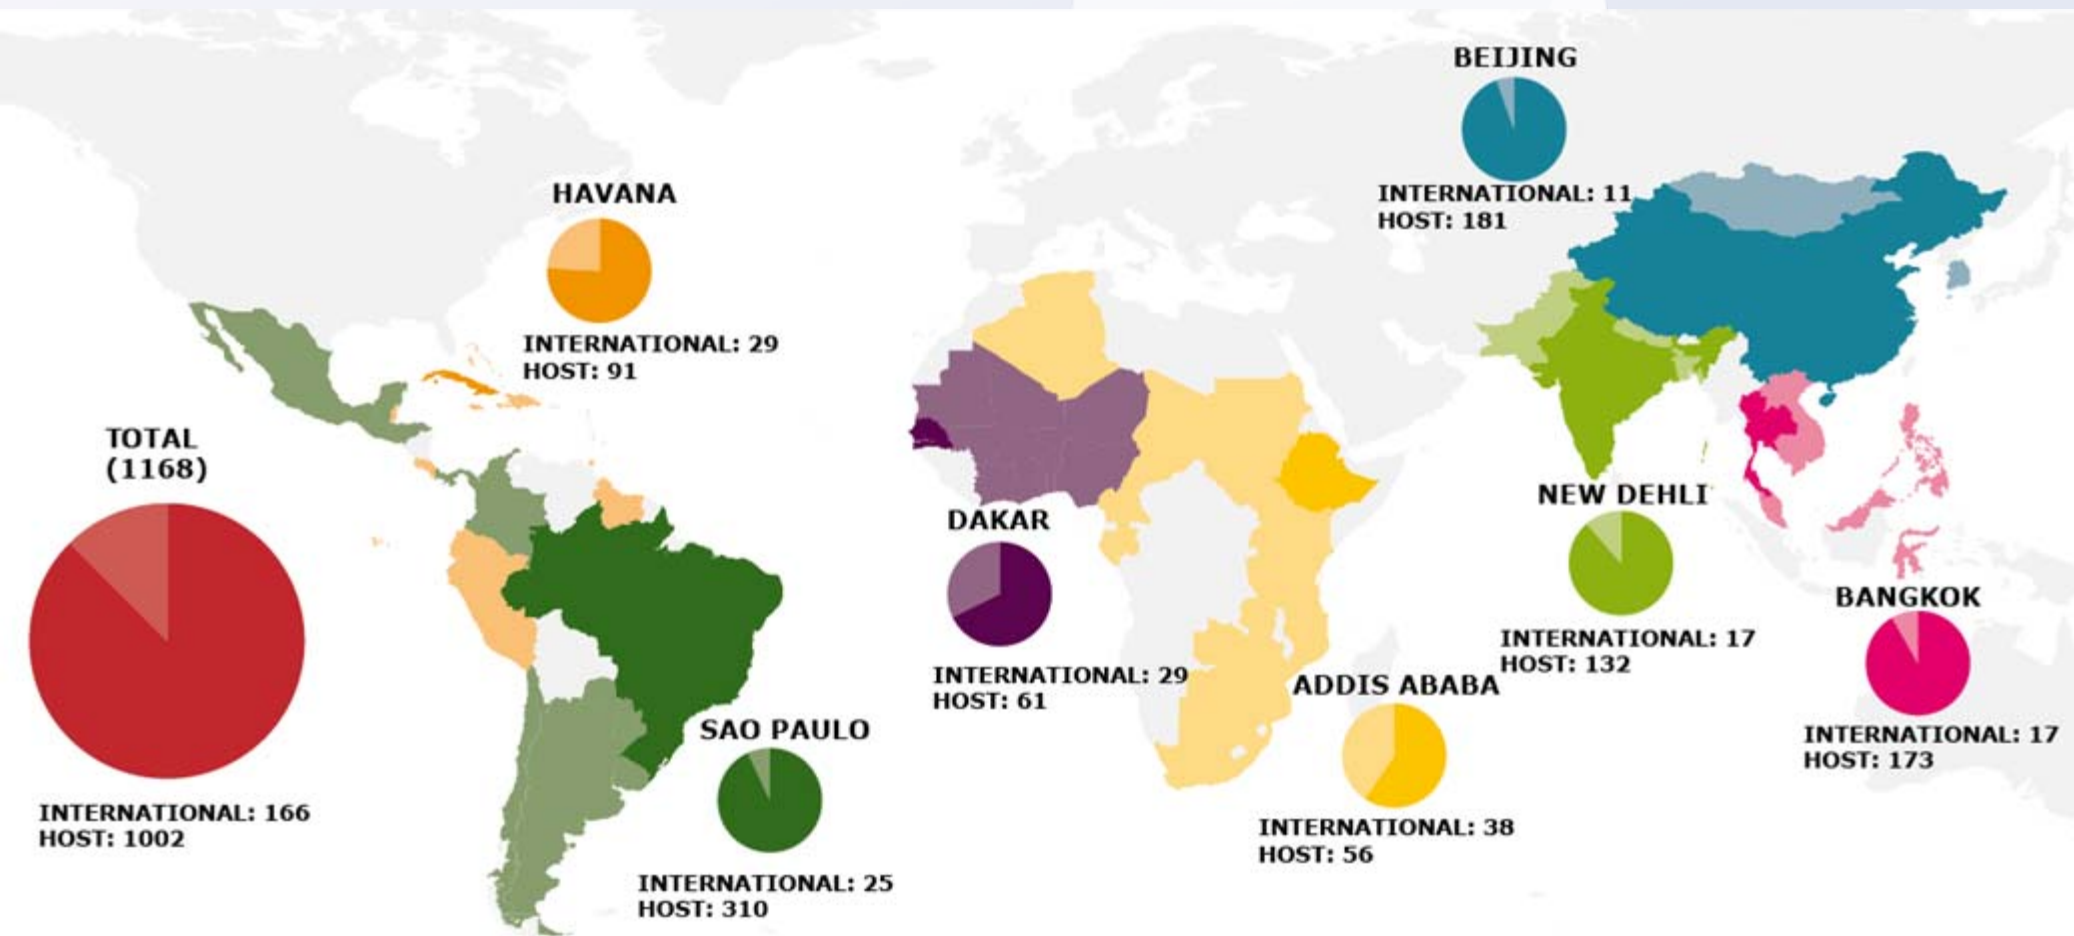 BEIJING
INTERNATIONAL: 11
HOST: 181
HAVANA
INTERNATIONAL: 29
HOST: 91
TOTAL
(1168)
INTERNATIONAL: 166
HOST: 1002
NEW DEHLI
INTERNATIONAL: 17
HOST: 132
DAKAR
INTERNATIONAL: 29
HOST: 61
BANGKOK
INTERNATIONAL: 17
HOST: 173
ADDIS ABABA
INTERNATIONAL: 38
HOST: 56
SAO PAULO
INTERNATIONAL: 25
HOST: 310